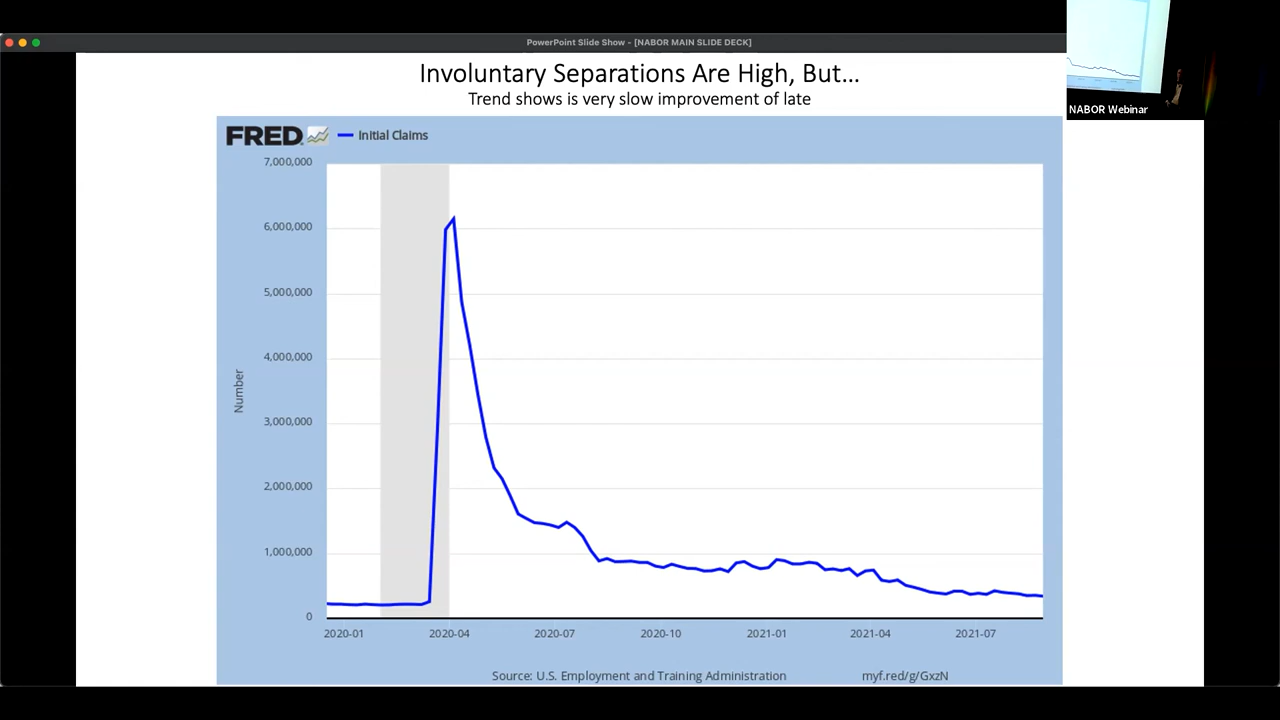 PowerPoint Slide Show - [NABOR MAIN SLIDE DECK]
NABOR Webinar
Involuntary Separations Are High, But...
Trend shows is very slow improvement of late
FRED
Initial Claims
Number
7,000,000
6,000,000
5,000,000
4,000,000
3,000,000
2,000,000
1,000,000
0
2020-01 2020-04 2020-07 2020-10 2021-01 2021-04 2021-07
Source: U.S. Employment and Training Administration myf.red/g/GxzN